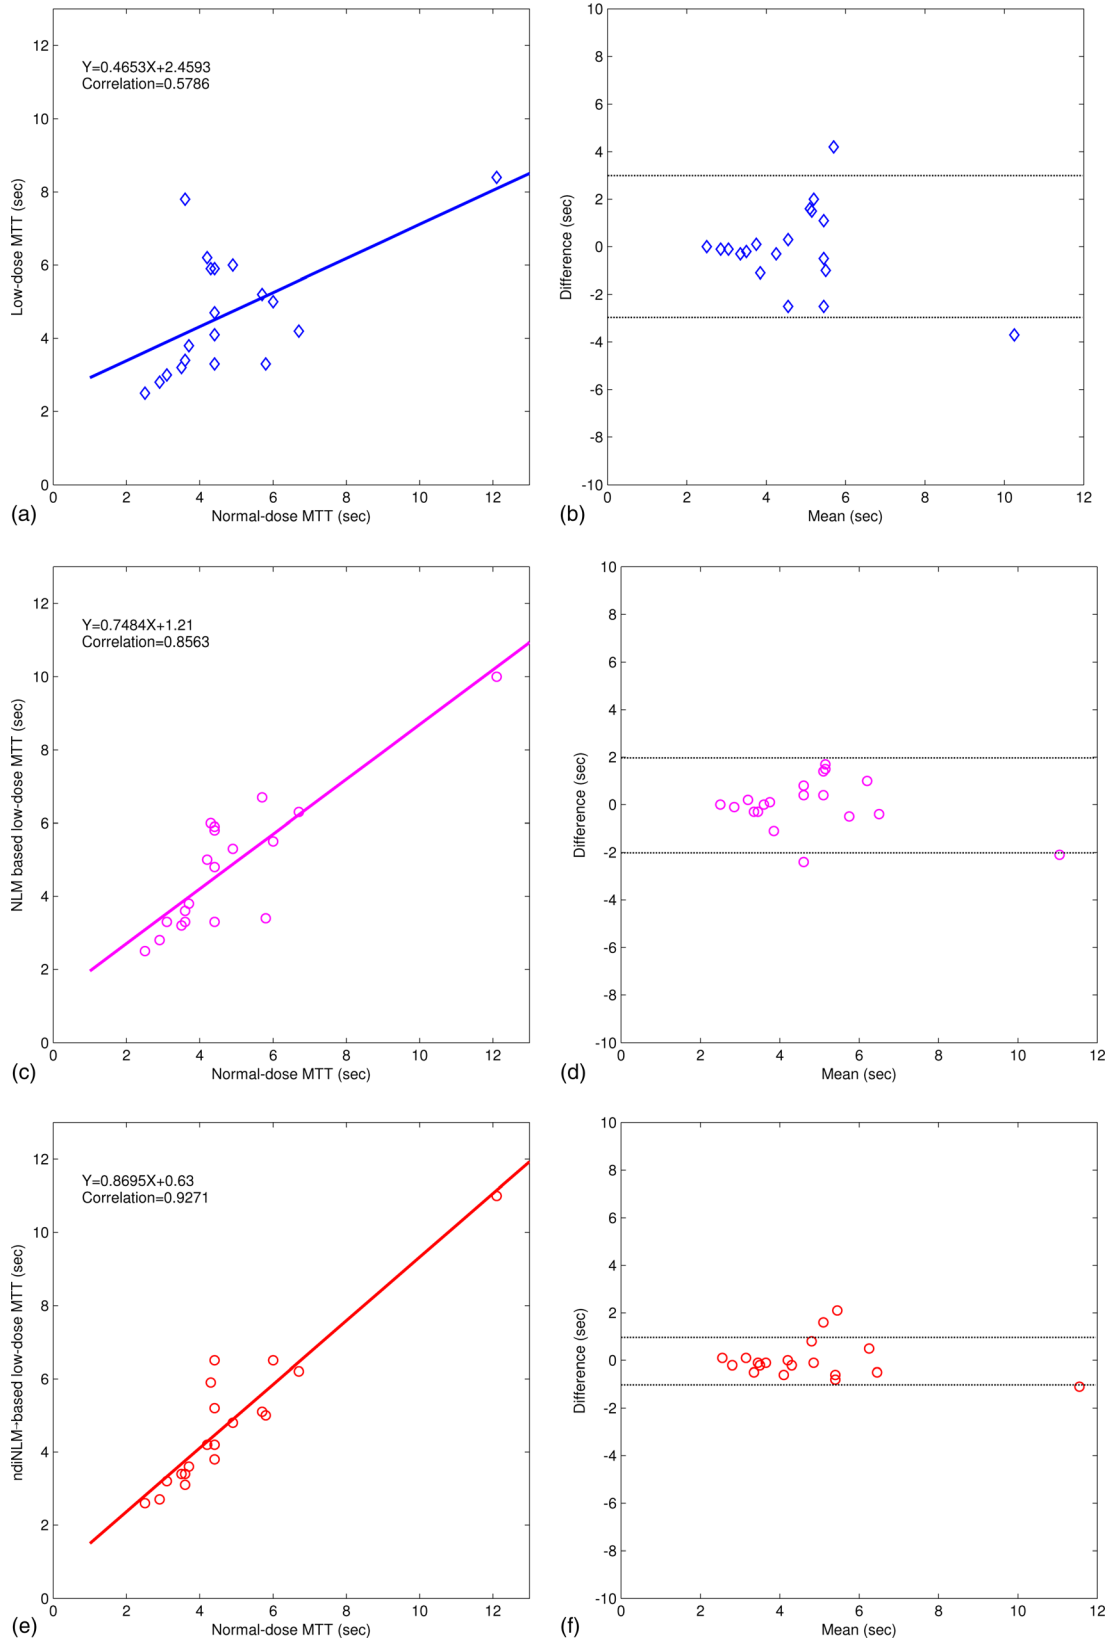 12
10
8
6
4
2
0
Low-dose MTT (sec)
Y=0.4653X+2.4593
Correlation=0.5786
0 2 4 6 8 10 12
Normal-dose MTT (sec)
(a)
10
8
6
4
2
0
-2
-4
-6
-8
-10
Difference (sec)
0 2 4 6 8 10 12
Mean (sec)
(b)
12
10
8
6
4
2
0
NLM based low-dose MTT (sec)
Y=0.7484X+1.21
Correlation=0.8563
0 2 4 6 8 10 12
Normal-dose MTT (sec)
(c)
10
8
6
4
2
0
-2
-4
-6
-8
-10
Difference (sec)
0 2 4 6 8 10 12
Mean (sec)
(d)
12
10
8
6
4
2
0
ndiNLM-based low-dose MTT (sec)
Y=0.8695X+0.63
Correlation=0.9271
0 2 4 6 8 10 12
Normal-dose MTT (sec)
(e)
10
8
6
4
2
0
-2
-4
-6
-8
-10
Difference (sec)
0 2 4 6 8 10 12
Mean (sec)
(f)